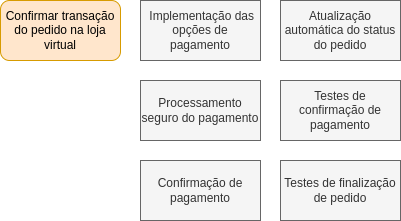 Confirmar transação
do pedido na loja
virtual
Implementação das
opções de
pagamento
Atualização
automática do status
do pedido
Processamento
seguro do pagamento
Testes de
confirmação de
pagamento
Confirmação de
pagamento
Testes de finalização
de pedido